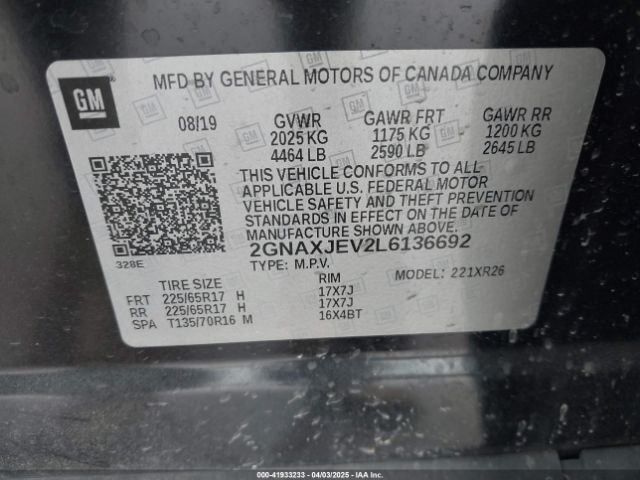 GM
MFD BY GENERAL MOTORS OF CANADA COMPANY
08/19 GVWR GAWR FRT GAWR RR
2025 KG 1175 KG 1200 KG
4464 LB 2590 LB 2645 LB
THIS VEHICLE CONFORMS TO ALL
APPLICABLE U.S. FEDERAL MOTOR
VEHICLE SAFETY AND THEFT PREVENTION
STANDARDS IN EFFECT ON THE DATE OF
MANUFACTURE SHOWN ABOVE.
2GNAXJEV2L6136692
328E
TYPE: M.P.V. MODEL: 221XR26
TIRE SIZE RIM
FRT 225/65R17 H 17X7J
RR 225/65R17 H 17X7J
SPA T135/70R16 M 16X4BT
© 2-41933233 - 04/03/2025 - IAA Inc.